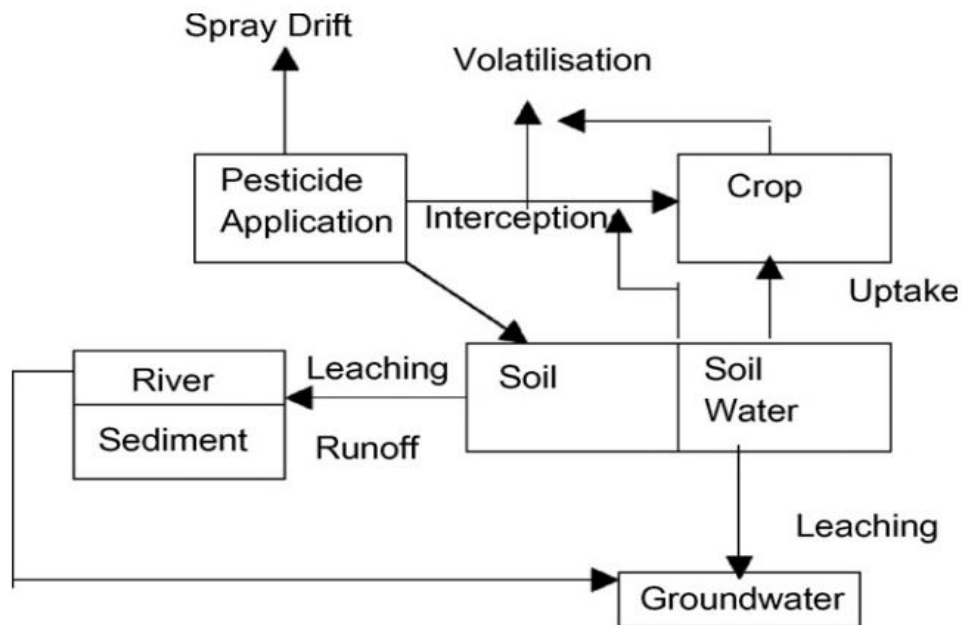 Spray Drift
Volatilisation
Pesticide
Application
Crop
Interception
Uptake
River
Sediment
Leaching
Runoff
Soil
Soil
Water
Leaching
Groundwater